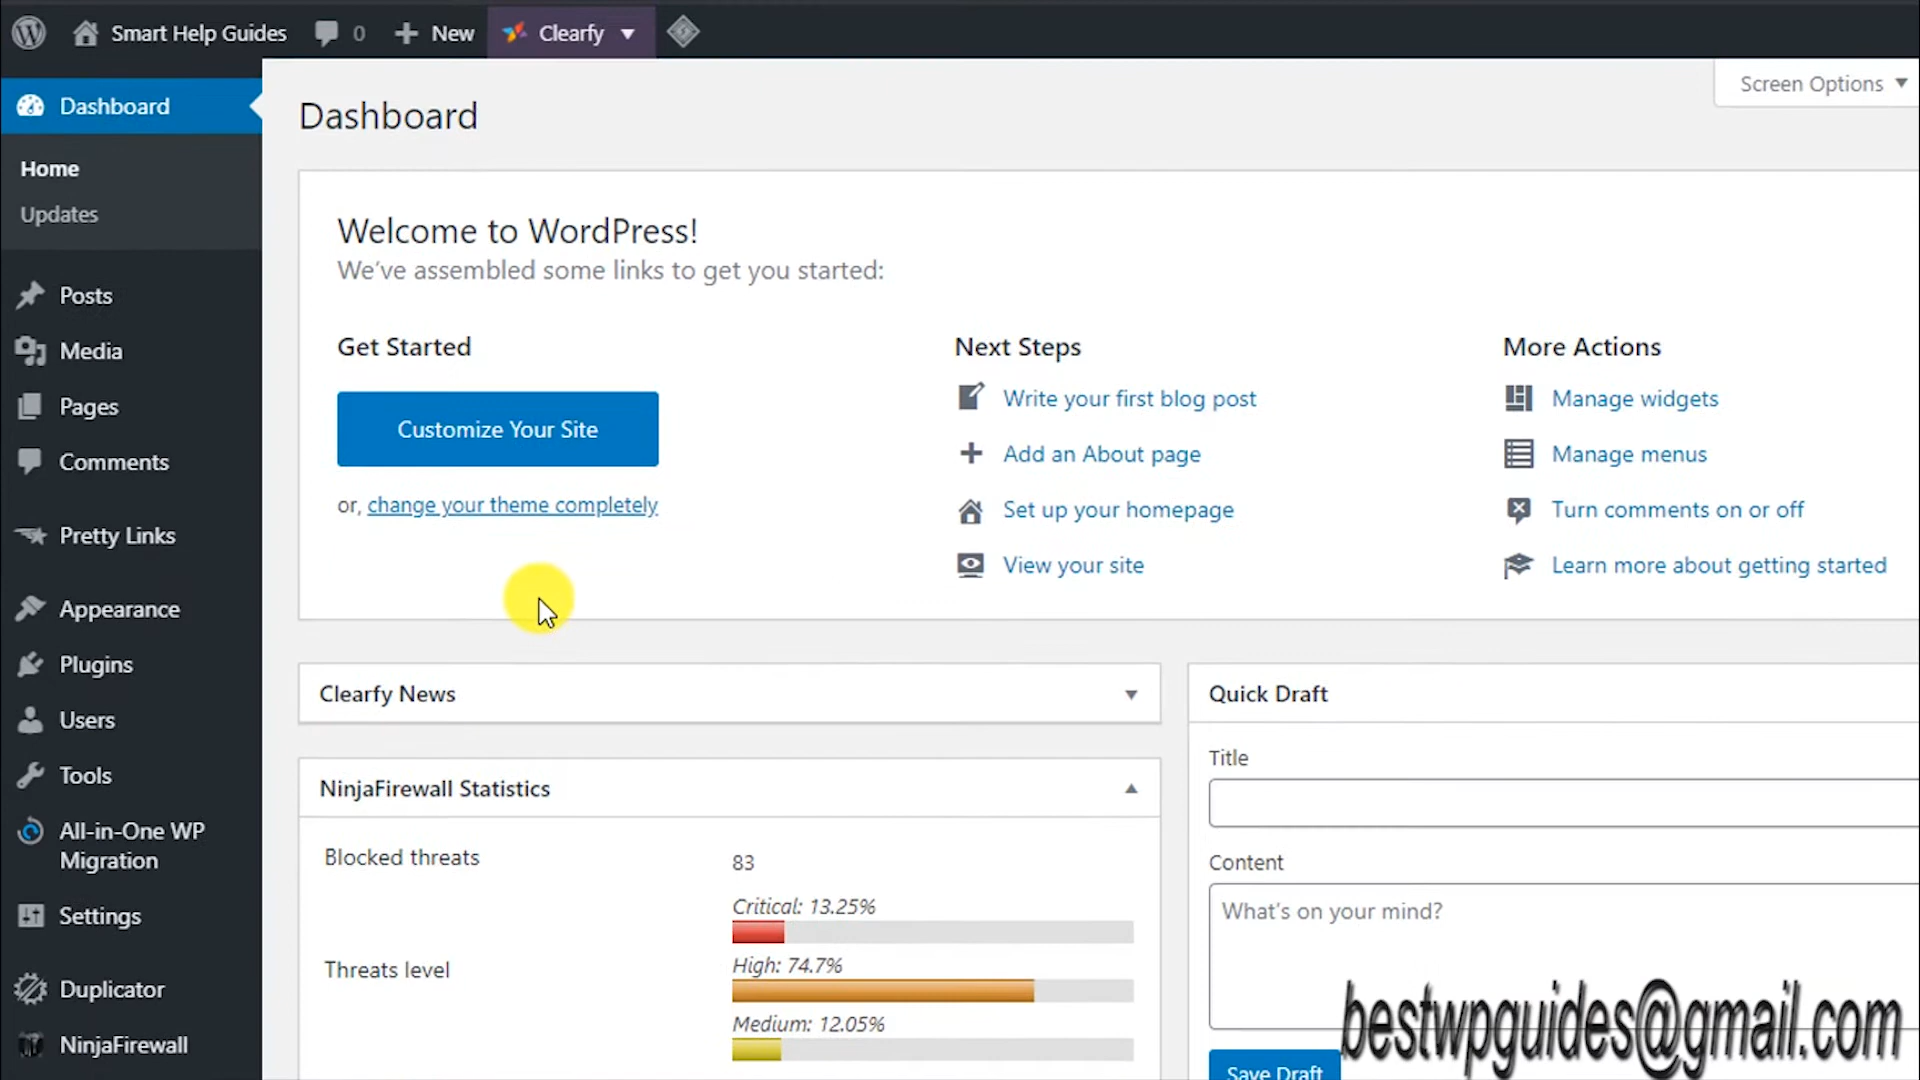 Smart Help Guides 0 New Clearfy
Screen Options
Dashboard
Home
Updates
Posts
Media
Pages
Comments
Pretty Links
Appearance
Plugins
Users
Tools
All-in-One WP
Migration
Settings
Duplicator
NinjaFirewall
Dashboard
Welcome to WordPress!
We've assembled some links to get you started:
Get Started
Customize Your Site
or, change your theme completely
Next Steps
Write your first blog post
Add an About page
Set up your homepage
View your site
More Actions
Manage widgets
Manage menus
Turn comments on or off
Learn more about getting started
Clearfy News
NinjaFirewall Statistics
Blocked threats 83
Threats level
Critical: 13.25%
High: 74.7%
Medium: 12.05%
Quick Draft
Title
Content
What's on your mind?
Save Draft
bestwpguides@gmail.com